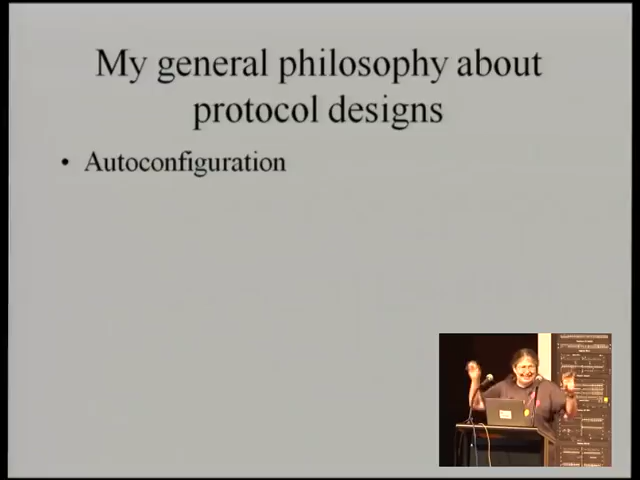 My general philosophy about
protocol designs
• Autoconfiguration